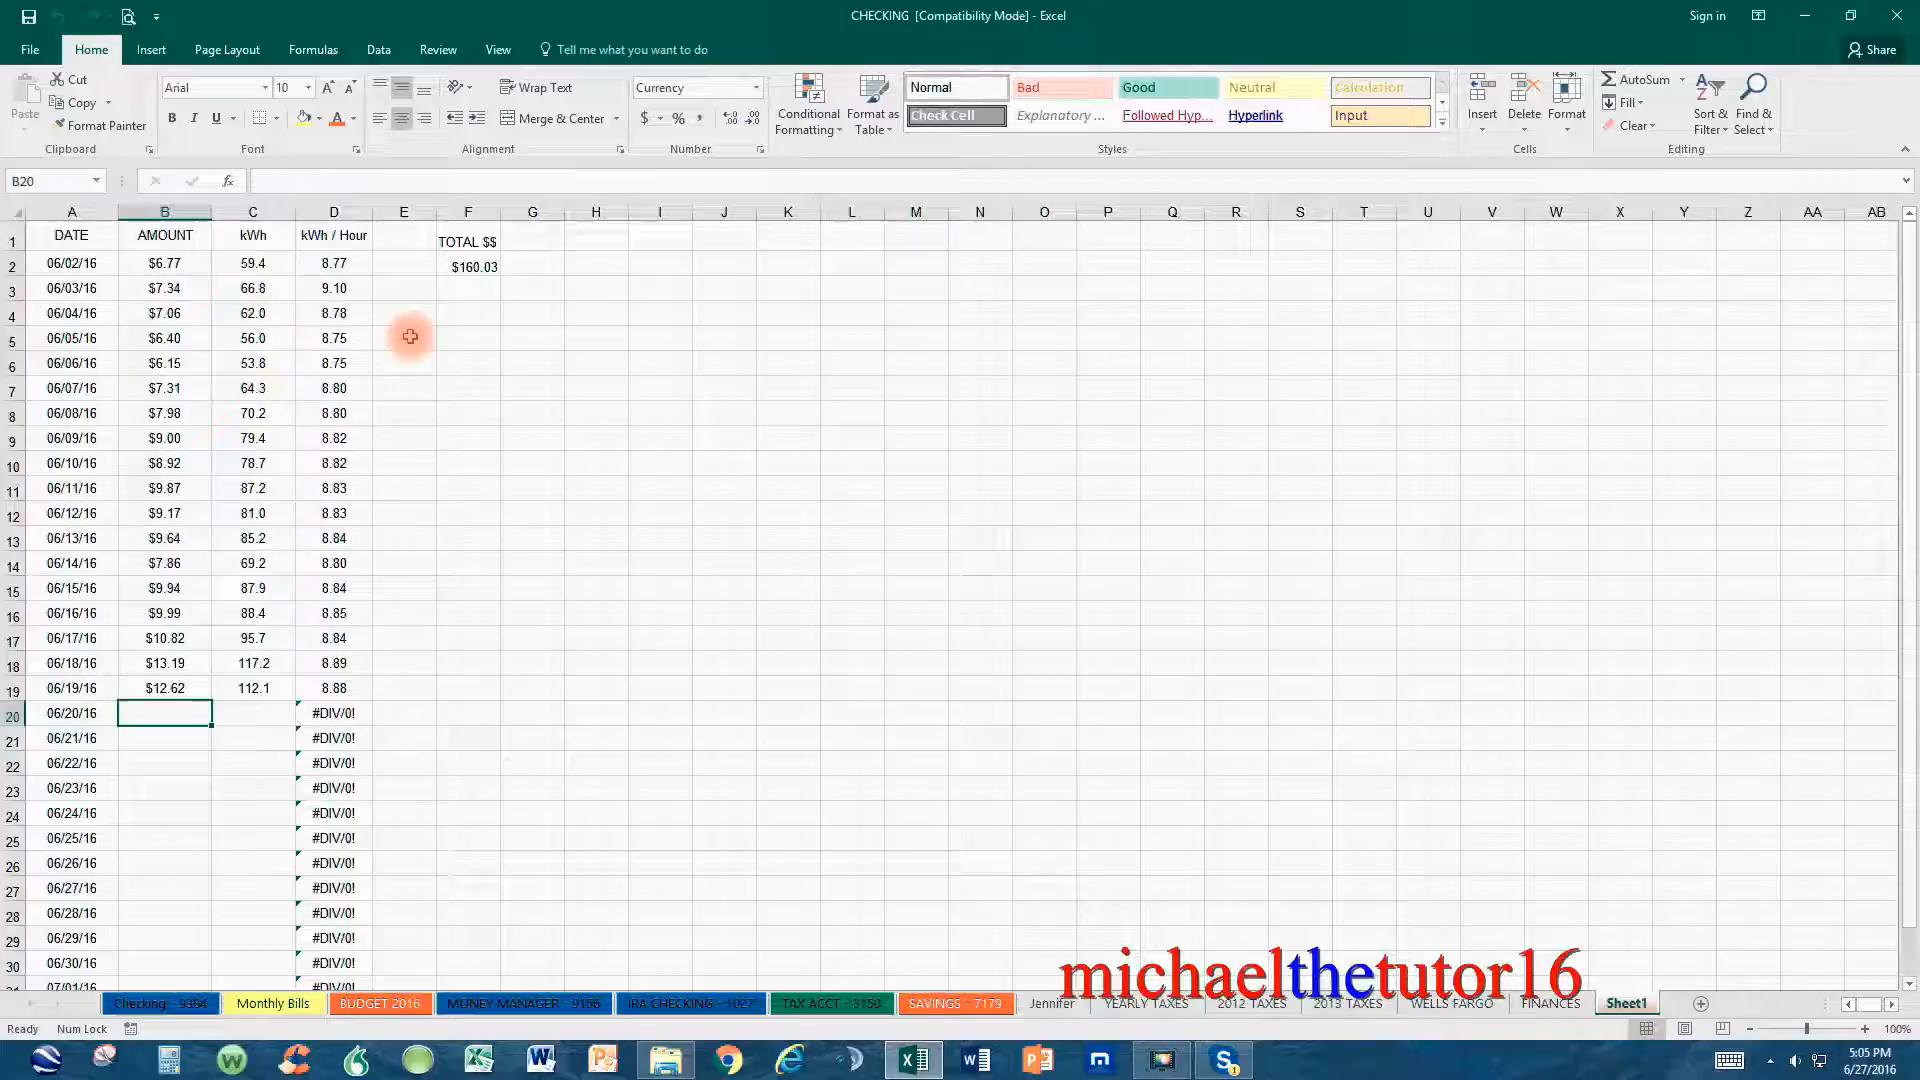 CHECKING [Compatibility Mode] - Excel
Sign in
File Home Insert Page Layout Formulas Data Review View Tell me what you want to do Share
Paste
Cut
Copy
Format Painter
Clipboard
Arial 10
B I U
Font
Wrap Text
Merge & Center
Alignment
Currency
$ % ,
Number
Conditional Formatting
Format as Table
Normal Bad Good Neutral Calculation
Check Cell Explanatory ... Followed Hyp... Hyperlink Input
Styles
Insert Delete Format
Cells
AutoSum
Fill
Clear
Sort & Filter
Find & Select
Editing
B20 fx
A B C D E F G H I J K L M N O P Q R S T U V W X Y Z AA AB
1 DATE AMOUNT kWh kWh / Hour TOTAL $$
2 06/02/16 $6.77 59.4 8.77 $160.03
3 06/03/16 $7.34 66.8 9.10
4 06/04/16 $7.06 62.0 8.78
5 06/05/16 $6.40 56.0 8.75
6 06/06/16 $6.15 53.8 8.75
7 06/07/16 $7.31 64.3 8.80
8 06/08/16 $7.98 70.2 8.80
9 06/09/16 $9.00 79.4 8.82
10 06/10/16 $8.92 78.7 8.82
11 06/11/16 $9.87 87.2 8.83
12 06/12/16 $9.17 81.0 8.83
13 06/13/16 $9.64 85.2 8.84
14 06/14/16 $7.86 69.2 8.80
15 06/15/16 $9.94 87.9 8.84
16 06/16/16 $9.99 88.4 8.85
17 06/17/16 $10.82 95.7 8.84
18 06/18/16 $13.19 117.2 8.89
19 06/19/16 $12.62 112.1 8.88
20 06/20/16 #DIV/0!
21 06/21/16 #DIV/0!
22 06/22/16 #DIV/0!
23 06/23/16 #DIV/0!
24 06/24/16 #DIV/0!
25 06/25/16 #DIV/0!
26 06/26/16 #DIV/0!
27 06/27/16 #DIV/0!
28 06/28/16 #DIV/0!
29 06/29/16 #DIV/0!
30 06/30/16 #DIV/0!
07/01/16 #DIV/0!
michaelthetutor16
Checking - 9384 Monthly Bills BUDGET 2016 MONEY MANAGER - 9166 IRA CHECKING - 1027 TAX ACCT - 3150 SAVINGS - 7179 Jennifer YEARLY TAXES 2012 TAXES 2013 TAXES WELLS FARGO FINANCES Sheet1
Ready Num Lock 100%
5:05 PM
6/27/2016